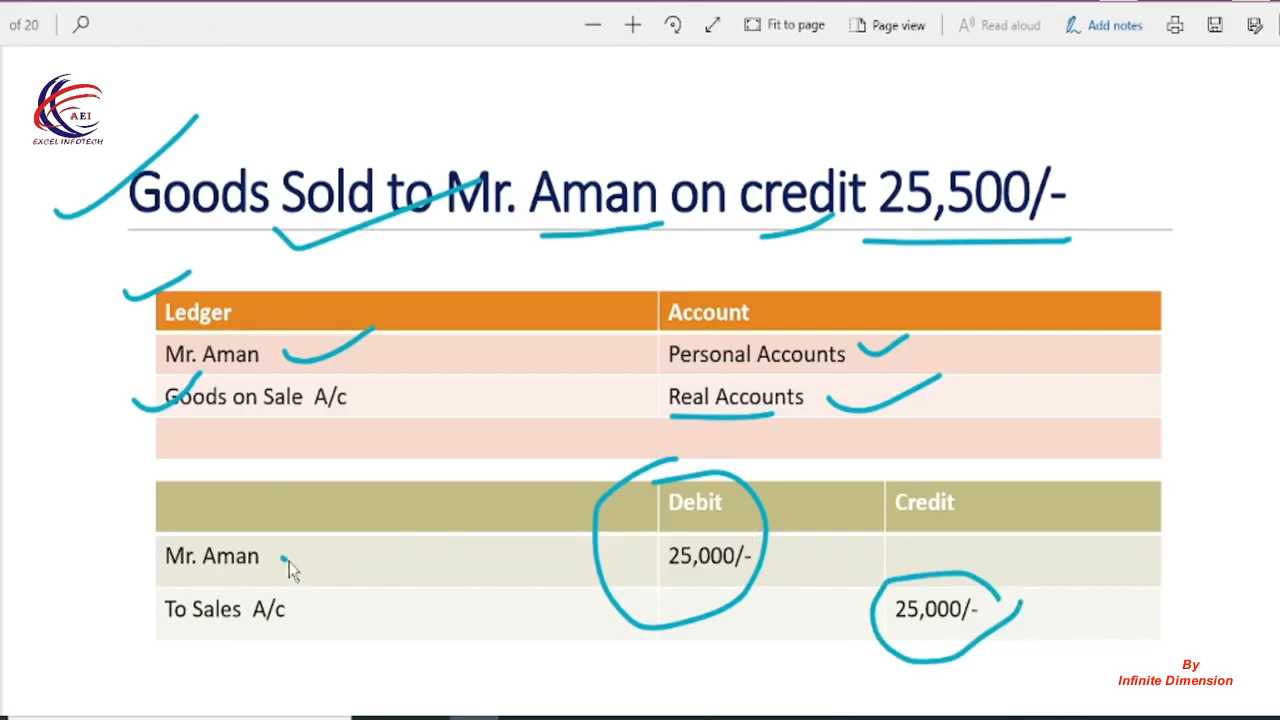 of 20 Fit to page Page view Read aloud Add notes
AEI
EXCEL INFOTECH
Goods Sold to Mr. Aman on credit 25,500/-
Ledger Account
Mr. Aman Personal Accounts
Goods on Sale A/c Real Accounts
Debit Credit
Mr. Aman 25,000/-
To Sales A/c 25,000/-
By
Infinite Dimension